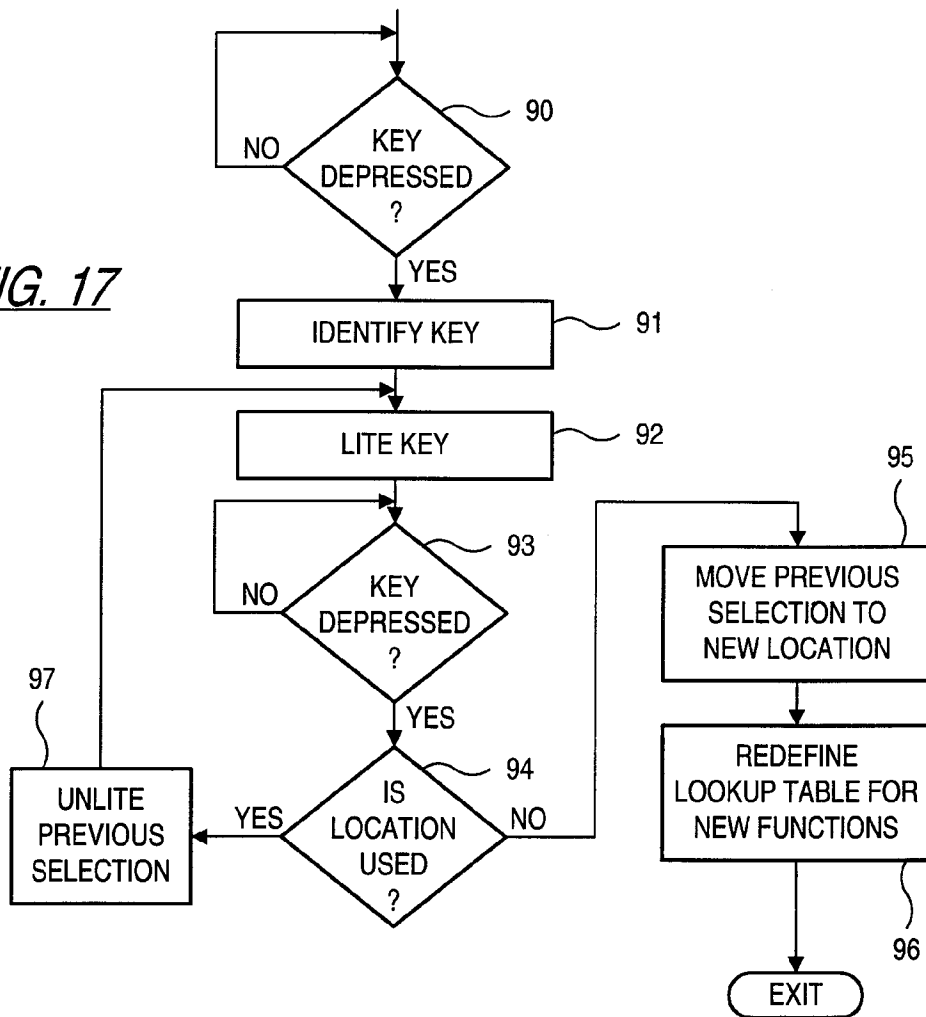 90
KEY
NO
DEPRESSED
?
YES
IG. 17
IDENTIFY KEY
91
LITE KEY
92
93
KEY
NO
DEPRESSED
?
YES
94
IS
LOCATION
USED
?
YES
NO
97
UNLITE
PREVIOUS
SELECTION
95
MOVE PREVIOUS
SELECTION TO
NEW LOCATION
REDEFINE
LOOKUP TABLE FOR
NEW FUNCTIONS
96
EXIT